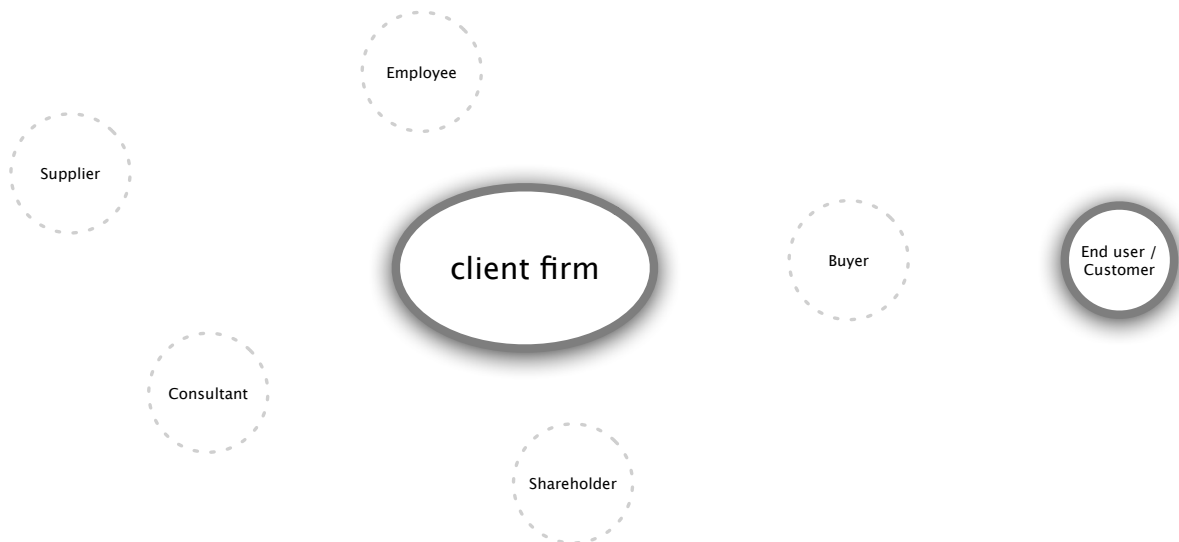 Employee
Supplier
client firm
Buyer
End user /
Customer
Consultant
Shareholder